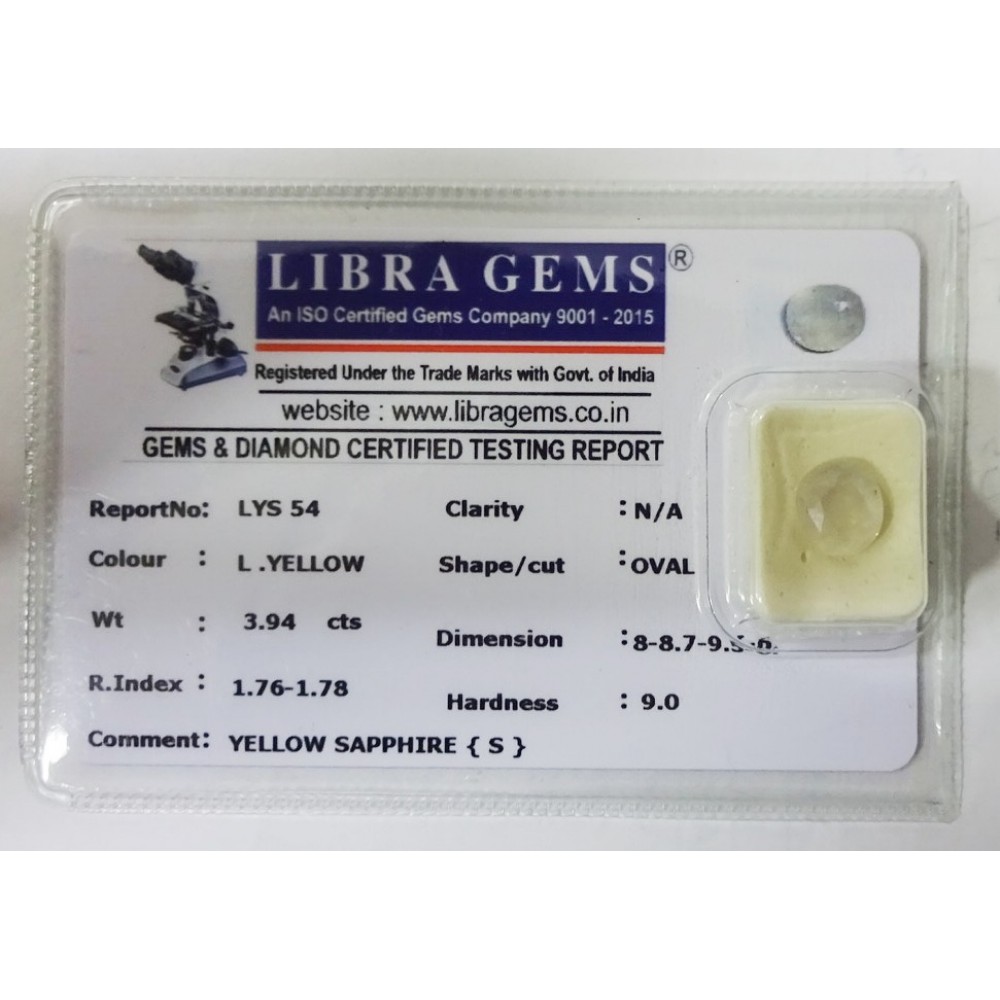 LIBRA GEMS ®
An ISO Certified Gems Company 9001 - 2015
Registered Under the Trade Marks with Govt. of India
website : www.libragems.co.in
GEMS & DIAMOND CERTIFIED TESTING REPORT
ReportNo: LYS 54 Clarity : N/A
Colour : L .YELLOW Shape/cut : OVAL
Wt : 3.94 cts Dimension :
R.Index : 1.76-1.78 Hardness : 9.0
Comment: YELLOW SAPPHIRE { S }